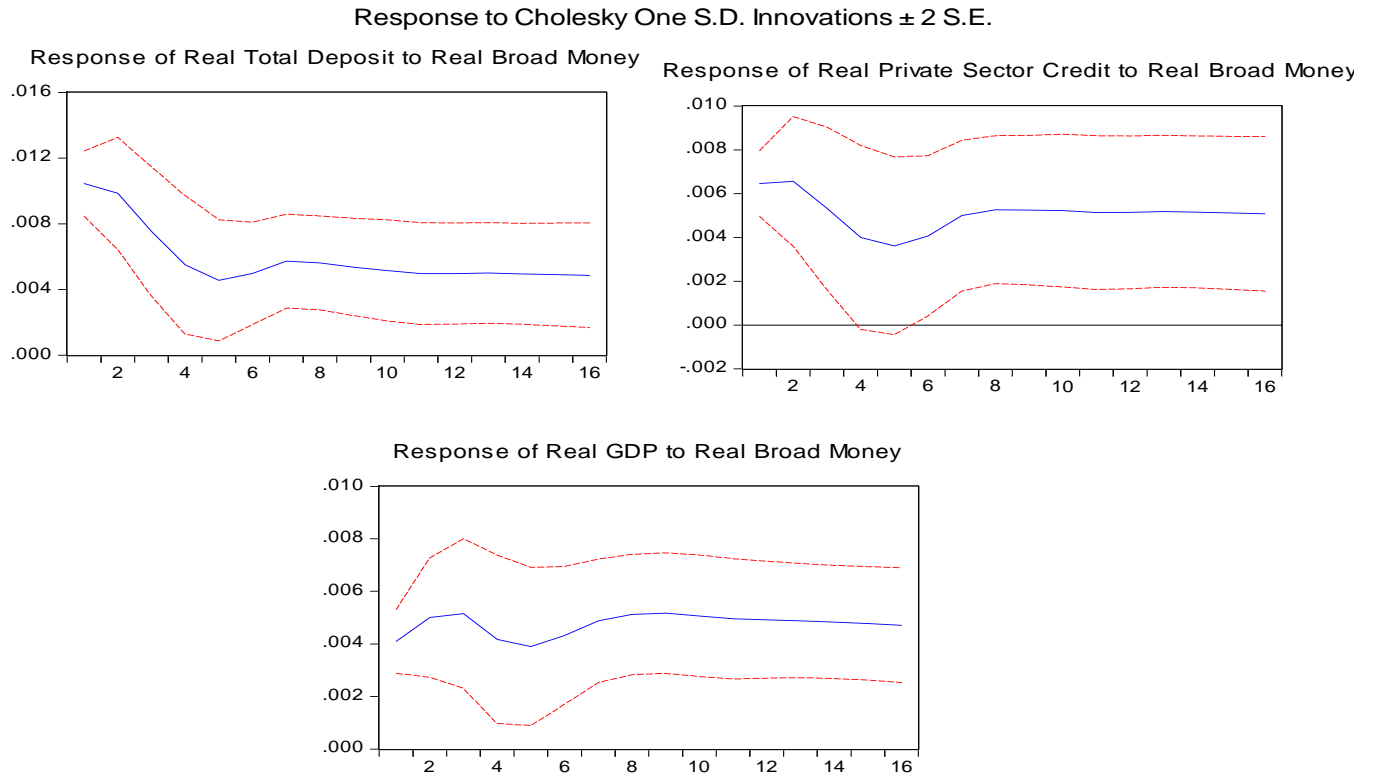 Response to Cholesky One S.D. Innovations ± 2 S.E.
Response of Real Total Deposit to Real Broad Money
.016
.012
.008
.004
.000
2 4 6 8 10 12 14 16
Response of Real Private Sector Credit to Real Broad Money
.010
.008
.006
.004
.002
.000
-.002
2 4 6 8 10 12 14 16
Response of Real GDP to Real Broad Money
.010
.008
.006
.004
.002
.000
2 4 6 8 10 12 14 16